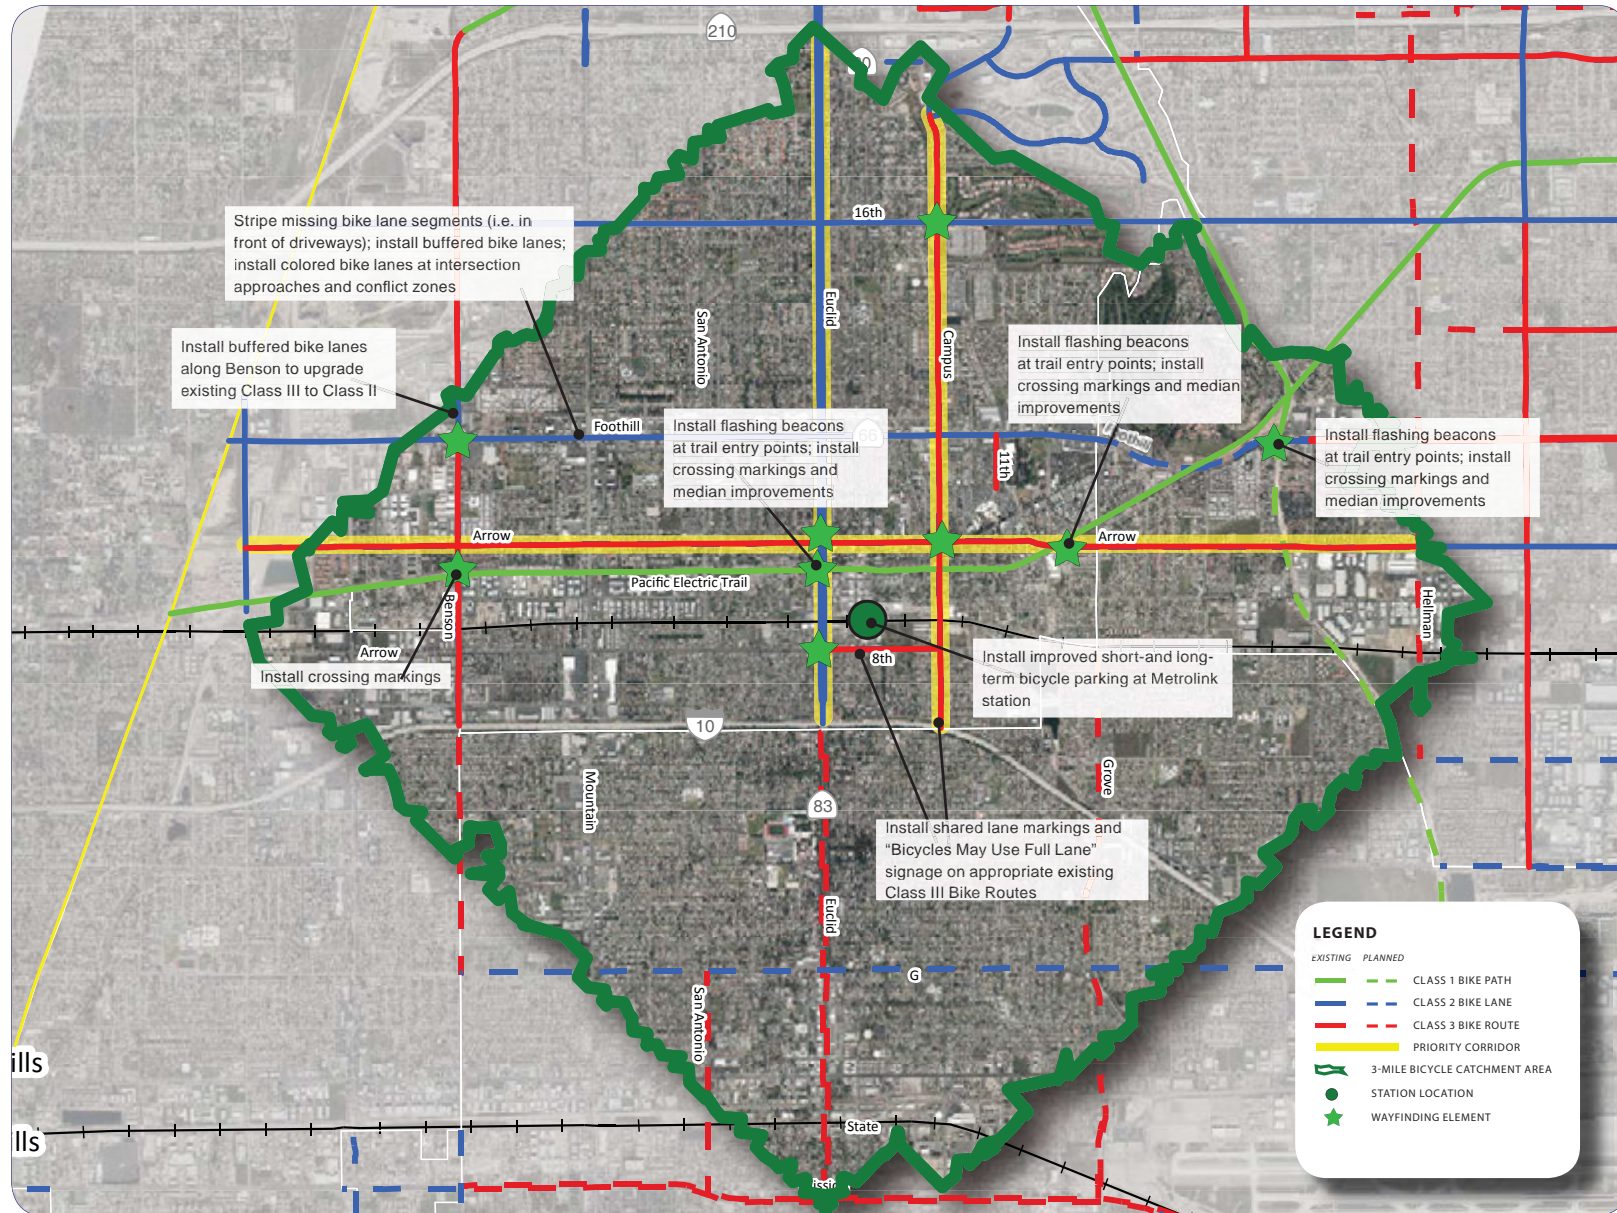 210
16th
Stripe missing bike lane segments (i.e. in
front of driveways); install buffered bike lanes;
install colored bike lanes at intersection
approaches and conflict zones
Euclid
San Antonio
Campus
Install buffered bike lanes
along Benson to upgrade
existing Class III to Class II
Install flashing beacons
at trail entry points; install
crossing markings and median
improvements
Foothill
Install flashing beacons
at trail entry points; install
crossing markings and
median improvements
66
11th
Foothill
Install flashing beacons
at trail entry points; install
crossing markings and
median improvements
Arrow
Arrow
Pacific Electric Trail
Benson
Hellman
Arrow
8th
Install crossing markings
Install improved short-and long-
term bicycle parking at Metrolink
station
10
Mountain
Grove
83
Install shared lane markings and
“Bicycles May Use Full Lane”
signage on appropriate existing
Class III Bike Routes
Euclid
G
San Antonio
ills
ills
State
LEGEND
EXISTING PLANNED
CLASS 1 BIKE PATH
CLASS 2 BIKE LANE
CLASS 3 BIKE ROUTE
PRIORITY CORRIDOR
3-MILE BICYCLE CATCHMENT AREA
STATION LOCATION
WAYFINDING ELEMENT